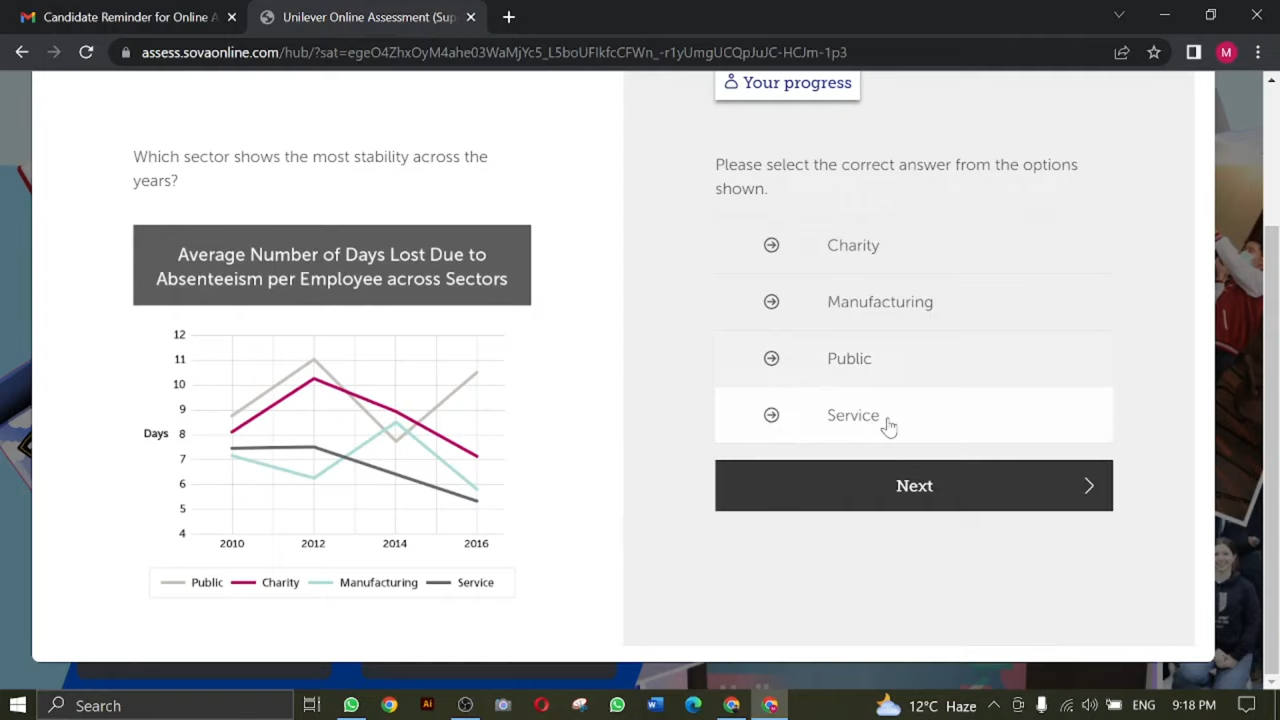 Candidate Reminder for Online A
Unilever Online Assessment (Sup
assess.sovaonline.com/hub/?sat=egeO4ZhxOyM4ahe03WaMjYc5_L5boUFIkfcCFWn_-r1yUmgUCQpJuJC-HCJm-1p3
M
Your progress
Which sector shows the most stability across the
years?
Please select the correct answer from the options
shown.
Average Number of Days Lost Due to
Absenteeism per Employee across Sectors
Charity
Manufacturing
Public
Service
Next
12
11
10
9
Days 8
7
6
5
4
2010 2012 2014 2016
Public Charity Manufacturing Service
Search
Ai
12°C Haze
ENG
9:18 PM